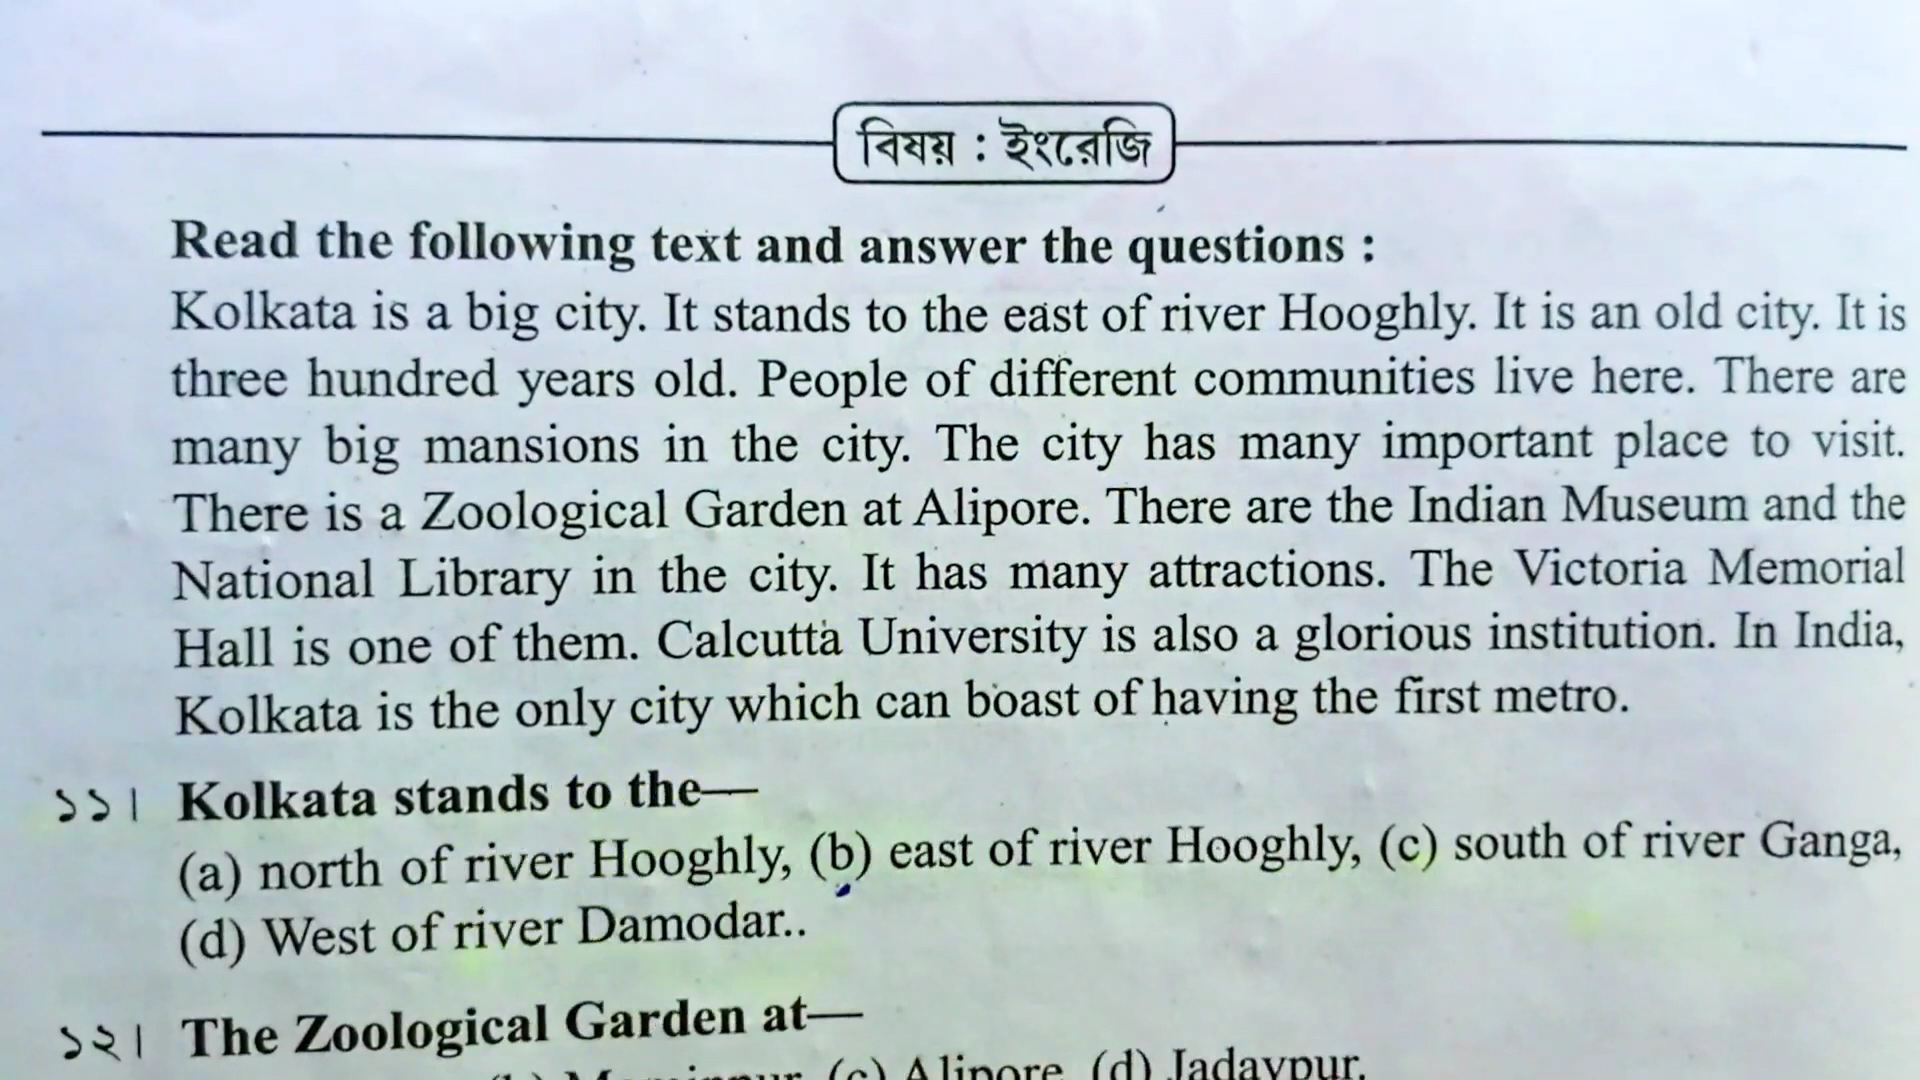 বিষয় : ইংরেজি
Read the following text and answer the questions :
Kolkata is a big city. It stands to the east of river Hooghly. It is an old city. It is
three hundred years old. People of different communities live here. There are
many big mansions in the city. The city has many important place to visit.
There is a Zoological Garden at Alipore. There are the Indian Museum and the
National Library in the city. It has many attractions. The Victoria Memorial
Hall is one of them. Calcutta University is also a glorious institution. In India,
Kolkata is the only city which can boast of having the first metro.
১১। Kolkata stands to the—
(a) north of river Hooghly, (b) east of river Hooghly, (c) south of river Ganga,
(d) West of river Damodar..
১২। The Zoological Garden at—
(c) Alipore, (d) Jadavpur.